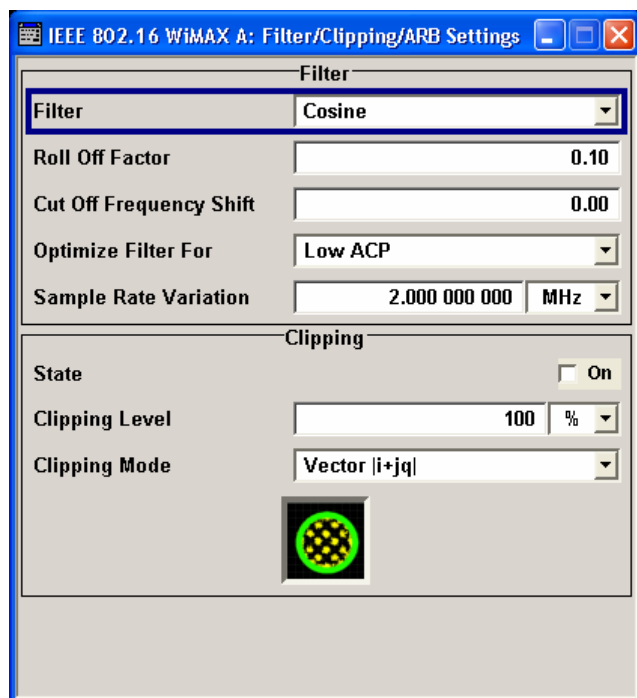 IEEE 802.16 WiMAX A: Filter/Clipping/ARB Settings
Filter
Filter Cosine
Roll Off Factor 0.10
Cut Off Frequency Shift 0.00
Optimize Filter For Low ACP
Sample Rate Variation 2.000 000 000 MHz
Clipping
State On
Clipping Level 100 %
Clipping Mode Vector |i+jq|